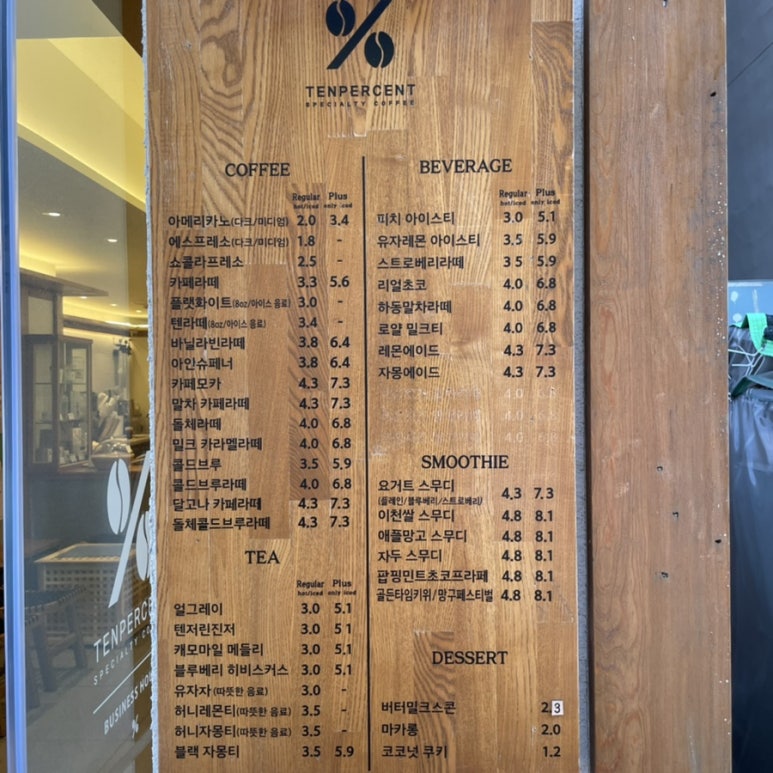 TENPERCENT
SPECIALTY COFFEE
COFFEE
Regular Plus
hot/iced only iced
아메리카노(다크/미디엄) 2.0 3.4
에스프레소(다크/미디엄) 1.8 -
쇼콜라프레소 2.5 -
카페라떼 3.3 5.6
플랫화이트(8oz/아이스 음료) 3.0 -
텐라떼(8oz/아이스 음료) 3.4 -
바닐라빈라떼 3.8 6.4
아인슈페너 3.8 6.4
카페모카 4.3 7.3
말차 카페라떼 4.3 7.3
돌체라떼 4.0 6.8
밀크 카라멜라떼 4.0 6.8
콜드브루 3.5 5.9
콜드브루라떼 4.0 6.8
달고나 카페라떼 4.3 7.3
돌체콜드브루라떼 4.3 7.3
TEA
Regular Plus
hot/iced only iced
얼그레이 3.0 5.1
텐저린진저 3.0 5 1
캐모마일 메들리 3.0 5.1
블루베리 히비스커스 3.0 5.1
유자차 (따뜻한 음료) 3.0 -
허니레몬티(따뜻한 음료) 3.5 -
허니자몽티(따뜻한 음료) 3.5 -
블랙 자몽티 3.5 5.9
BEVERAGE
Regular Plus
hot/iced only iced
피치 아이스티 3.0 5.1
유자레몬 아이스티 3.5 5.9
스트로베리라떼 3 5 5.9
리얼초코 4.0 6.8
하동말차라떼 4.0 6.8
로얄 밀크티 4.0 6.8
레몬에이드 4.3 7.3
자몽에이드 4.3 7.3
4.0 6.8
4.0 6.8
4.0 6.8
SMOOTHIE
요거트 스무디 4.3 7.3
(플레인/블루베리/스트로베리)
이천쌀 스무디 4.8 8.1
애플망고 스무디 4.8 8.1
자두 스무디 4.8 8.1
팝핑민트초코프라페 4.8 8.1
골든타임키위/망구페스티벌 4.8 8.1
DESSERT
버터밀크스콘 2.3
마카롱 2.0
코코넛 쿠키 1.2
TENPERCENT
SPECIALTY CO
BUSINESS HO